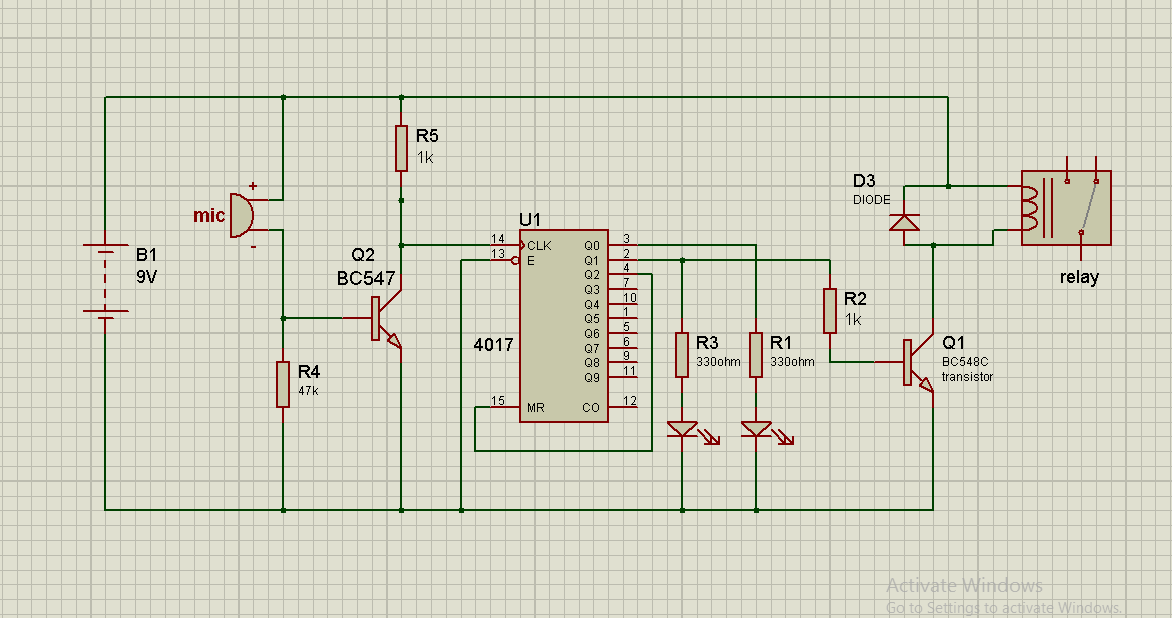 R5
1k
+
mic
-
B1
9V
Q2
BC547
R4
47k
U1
14
CLK
13
E
4017
15
MR
Q0
3
Q1
2
Q2
4
Q3
7
Q4
10
Q5
1
Q6
5
Q7
6
Q8
9
Q9
11
CO
12
R3
330ohm
R1
330ohm
R2
1k
D3
DIODE
Q1
BC548C
transistor
relay
Activate Windows
Go to Settings to activate Windows.